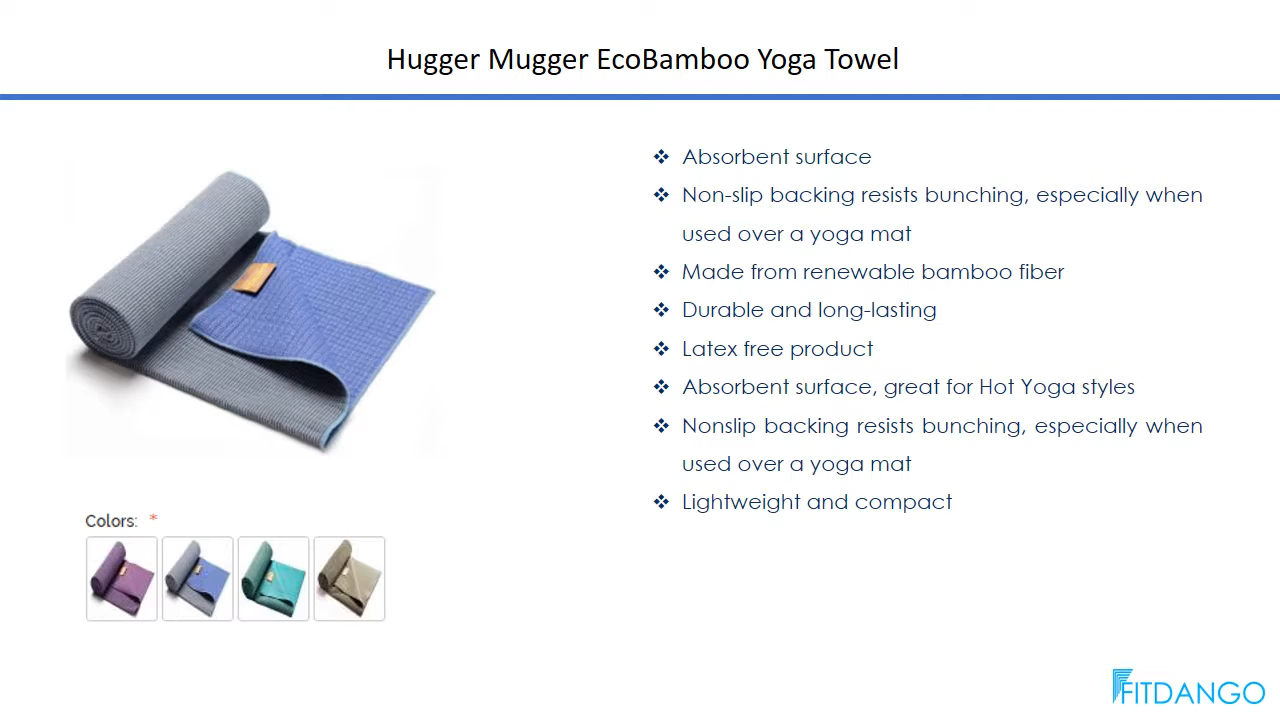 Hugger Mugger EcoBamboo Yoga Towel
❖ Absorbent surface
❖ Non-slip backing resists bunching, especially when
used over a yoga mat
❖ Made from renewable bamboo fiber
❖ Durable and long-lasting
❖ Latex free product
❖ Absorbent surface, great for Hot Yoga styles
❖ Nonslip backing resists bunching, especially when
used over a yoga mat
❖ Lightweight and compact
Colors: *
FITDANGO